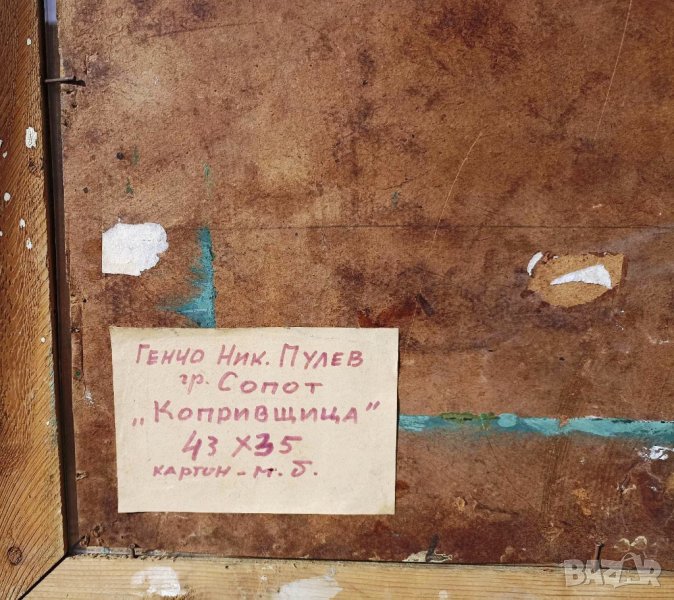 Генчо Ник. Пулев
гр. Сопот
„Копривщица"
43 X 35
картон - м. б.
BAZAR